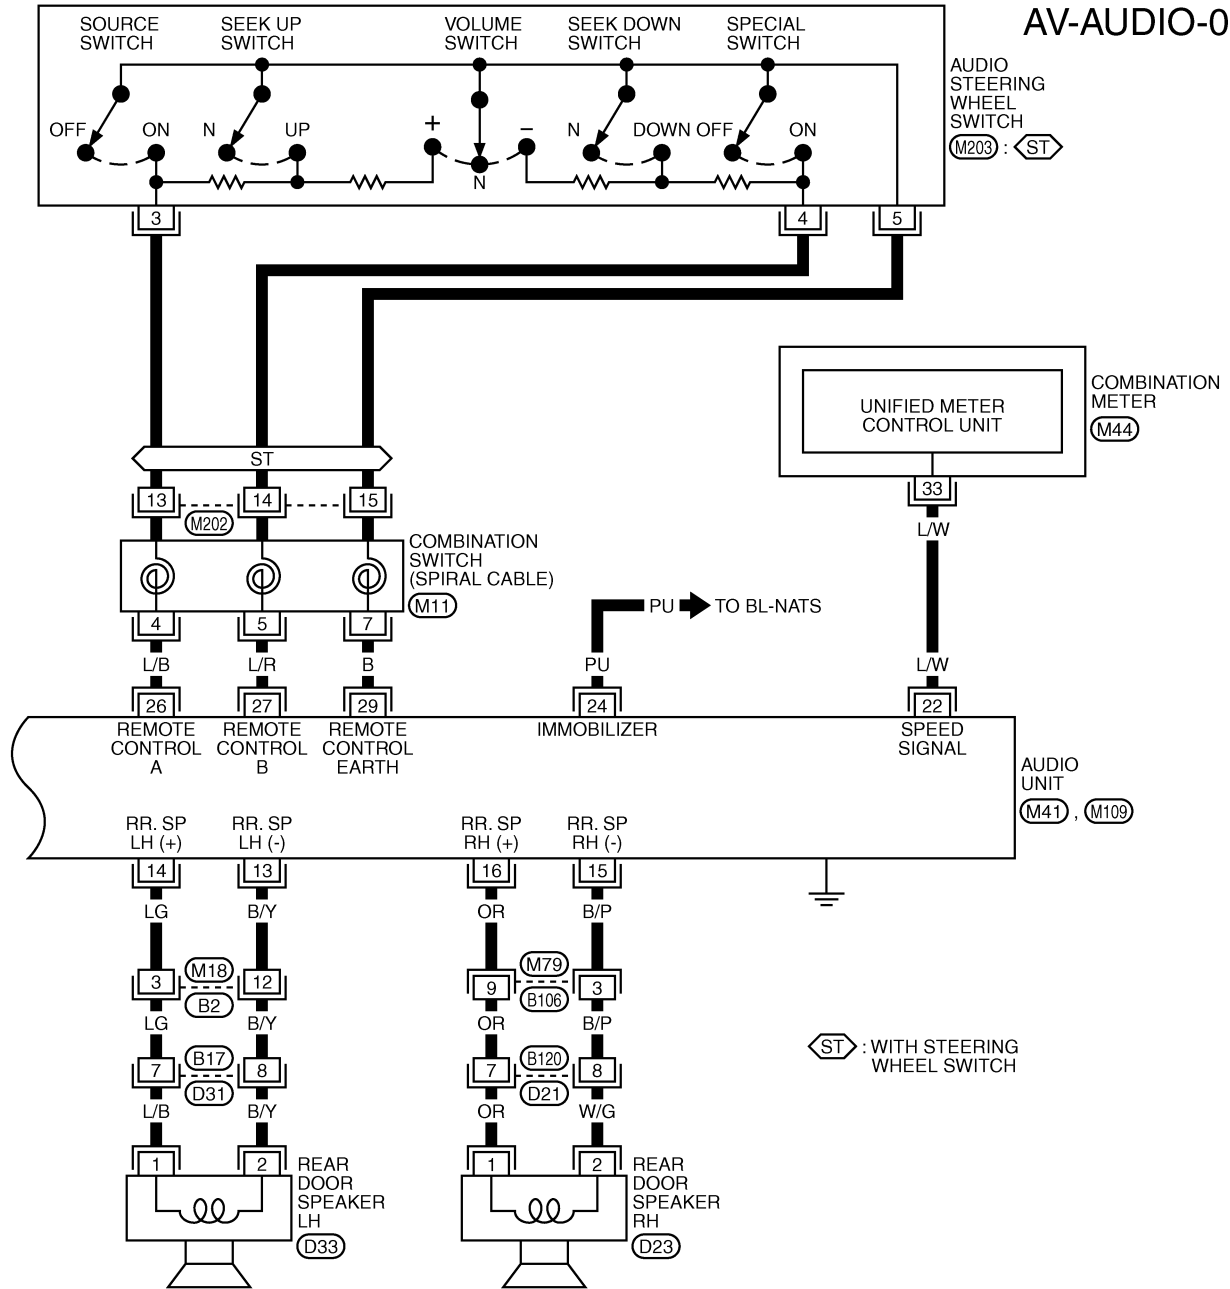 AV-AUDIO-0
SOURCE
SWITCH
SEEK UP
SWITCH
VOLUME
SWITCH
SEEK DOWN
SWITCH
SPECIAL
SWITCH
AUDIO
STEERING
WHEEL
SWITCH
M203 : ST
OFF ON N UP + − N DOWN OFF ON
N
3 4 5
COMBINATION
METER
M44
UNIFIED METER
CONTROL UNIT
33
L/W
ST
13 14 15
M202
COMBINATION
SWITCH
(SPIRAL CABLE)
M11
4 5 7
PU TO BL-NATS
L/B L/R B PU L/W
26 27 29 24 22
REMOTE
CONTROL
A
REMOTE
CONTROL
B
REMOTE
CONTROL
EARTH
IMMOBILIZER
SPEED
SIGNAL
AUDIO
UNIT
M41 , M109
RR. SP
LH (+)
RR. SP
LH (-)
RR. SP
RH (+)
RR. SP
RH (-)
14 13 16 15
LG B/Y OR B/P
3 M18 12 9 M79 3
B2 B106
LG B/Y OR B/P
7 B17 8 7 B120 8
D31 D21
L/B B/Y OR W/G
ST : WITH STEERING
WHEEL SWITCH
1 2
REAR
DOOR
SPEAKER
LH
D33
1 2
REAR
DOOR
SPEAKER
RH
D23